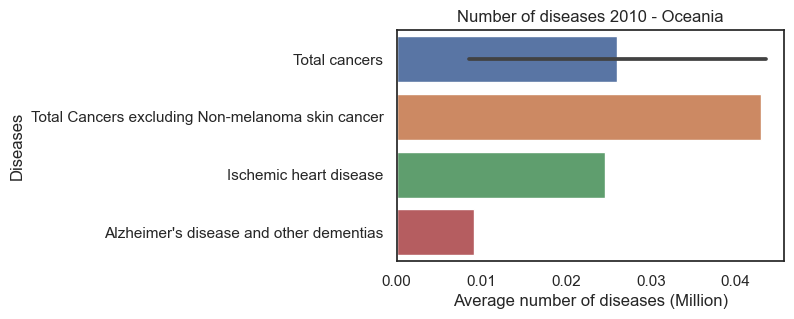 Number of diseases 2010 - Oceania
Diseases
Total cancers
Total Cancers excluding Non-melanoma skin cancer
Ischemic heart disease
Alzheimer's disease and other dementias
0.00 0.01 0.02 0.03 0.04
Average number of diseases (Million)